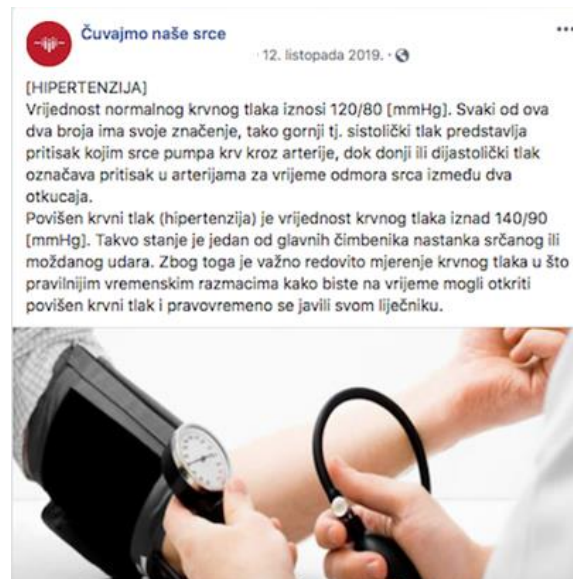 Čuvajmo naše srce
12. listopada 2019. ·
[HIPERTENZIJA]
Vrijednost normalnog krvnog tlaka iznosi 120/80 [mmHg]. Svaki od ova
dva broja ima svoje značenje, tako gornji tj. sistolički tlak predstavlja
pritisak kojim srce pumpa krv kroz arterije, dok donji ili dijastolički tlak
označava pritisak u arterijama za vrijeme odmora srca između dva
otkucaja.
Povišen krvni tlak (hipertenzija) je vrijednost krvnog tlaka iznad 140/90
[mmHg]. Takvo stanje je jedan od glavnih čimbenika nastanka srčanog ili
moždanog udara. Zbog toga je važno redovito mjerenje krvnog tlaka u što
pravilnijim vremenskim razmacima kako biste na vrijeme mogli otkriti
povišen krvni tlak i pravovremeno se javili svom liječniku.